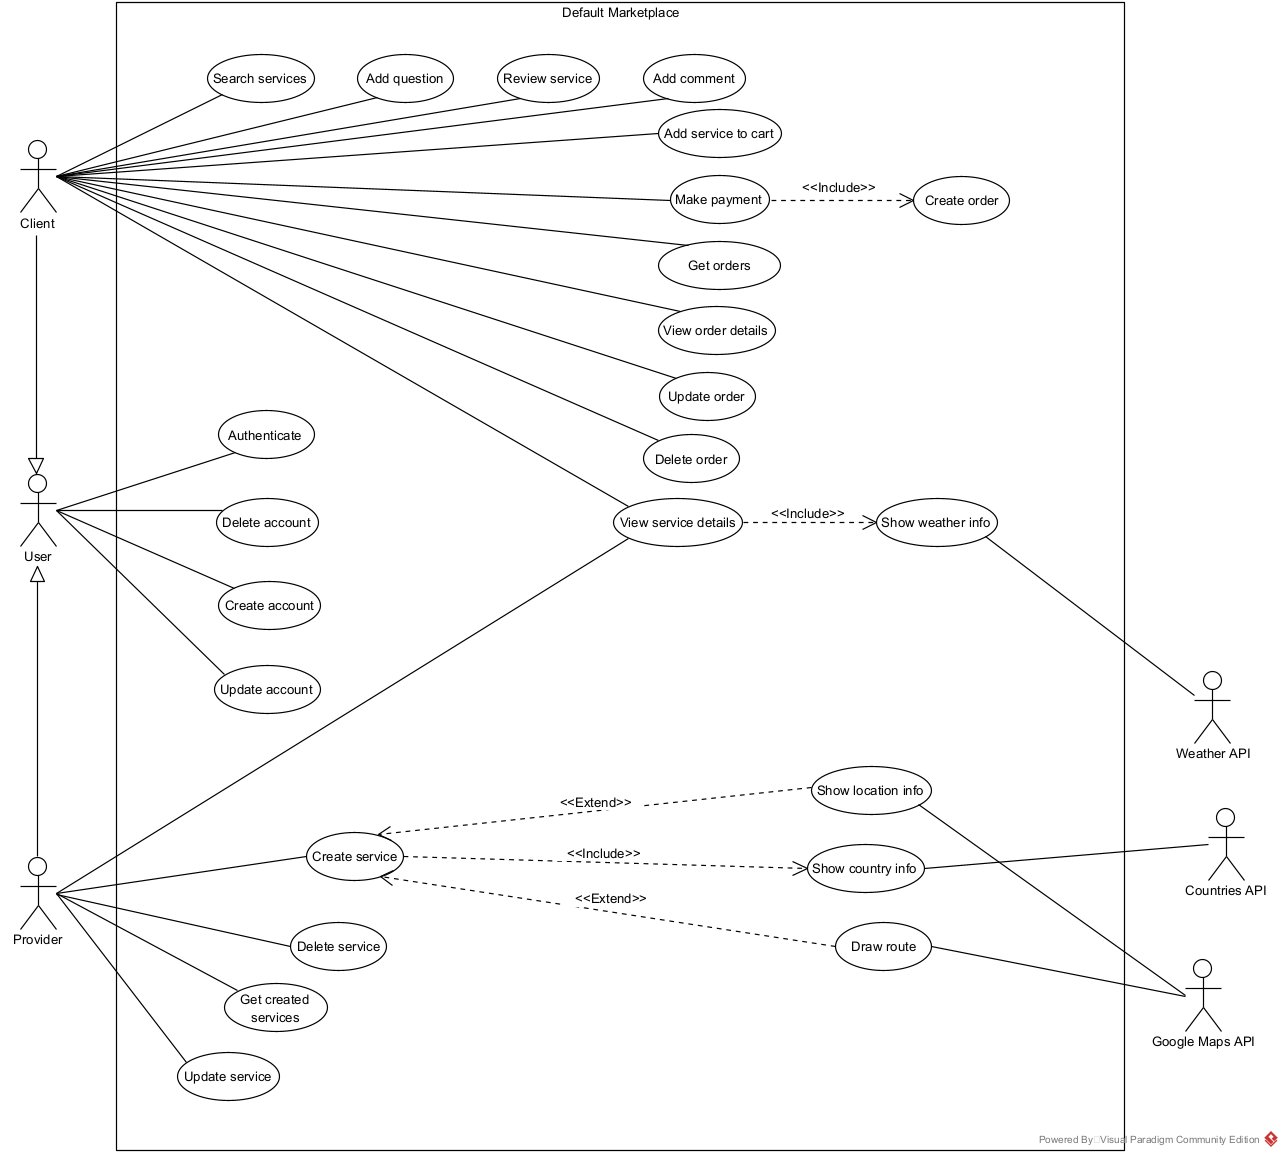 Default Marketplace
Search services
Add question
Review service
Add comment
Add service to cart
<<Include>>
Make payment
Create order
Client
Get orders
View order details
Update order
Authenticate
Delete order
<<Include>>
Delete account
View service details
Show weather info
User
Create account
Update account
Weather API
Show location info
<<Extend>>
<<Include>>
Create service
Show country info
Countries API
<<Extend>>
Provider
Delete service
Draw route
Get created
services
Google Maps API
Update service
Powered By Visual Paradigm Community Edition